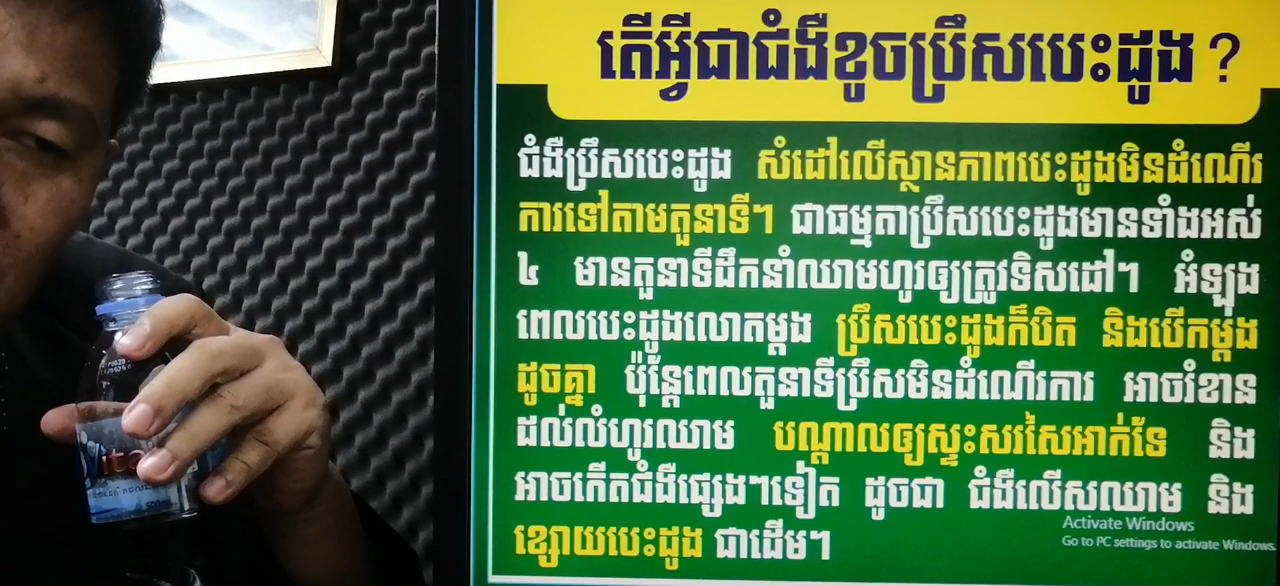 តើអ្វីជាជំងឺខូចប្រឹសបេះដូង ?
ជំងឺប្រឹសបេះដូង សំដៅលើស្ថានភាពបេះដូងមិនដំណើរ
ការទៅតាមតួនាទី។ ជាធម្មតាប្រឹសបេះដូងមានទាំងអស់
៤ មានតួនាទីដឹកនាំឈាមហូរឲ្យត្រូវទិសដៅ។ អំឡុង
ពេលបេះដូងលោតម្ដង ប្រឹសបេះដូងក៏បិត និងបើកម្ដង
ដូចគ្នា ប៉ុន្តែពេលតួនាទីប្រឹសមិនដំណើរការ អាចរំខាន
ដល់លំហូរឈាម បណ្ដាលឲ្យស្ទះសរសៃអាក់ទែ និង
អាចកើតជំងឺផ្សេងៗទៀត ដូចជា ជំងឺលើសឈាម និង
ខ្សោយបេះដូង ជាដើម។
Activate Windows
Go to PC settings to activate Windows.
Vita